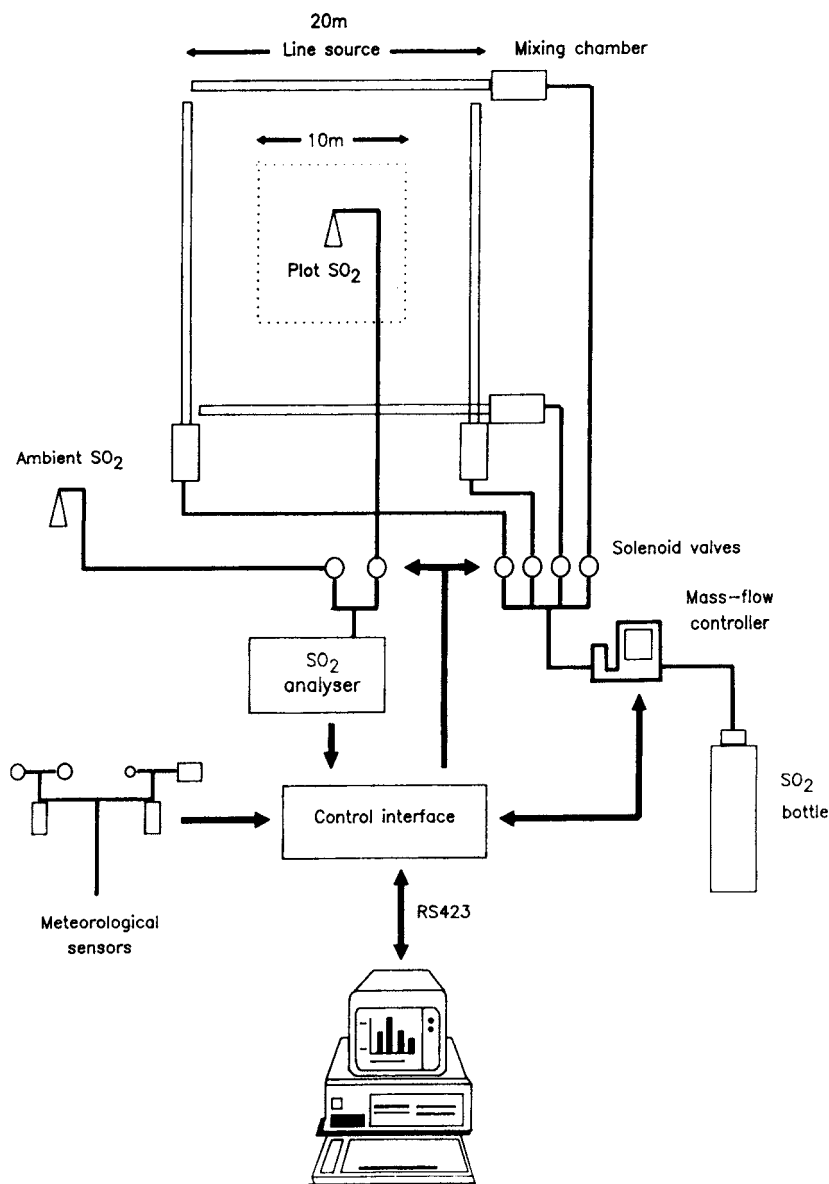 20m
Line source
Mixing chamber
10m
Plot SO2
Ambient SO2
Solenoid valves
Mass-flow
controller
SO2
analyser
SO2
bottle
Control interface
RS423
Meteorological
sensors